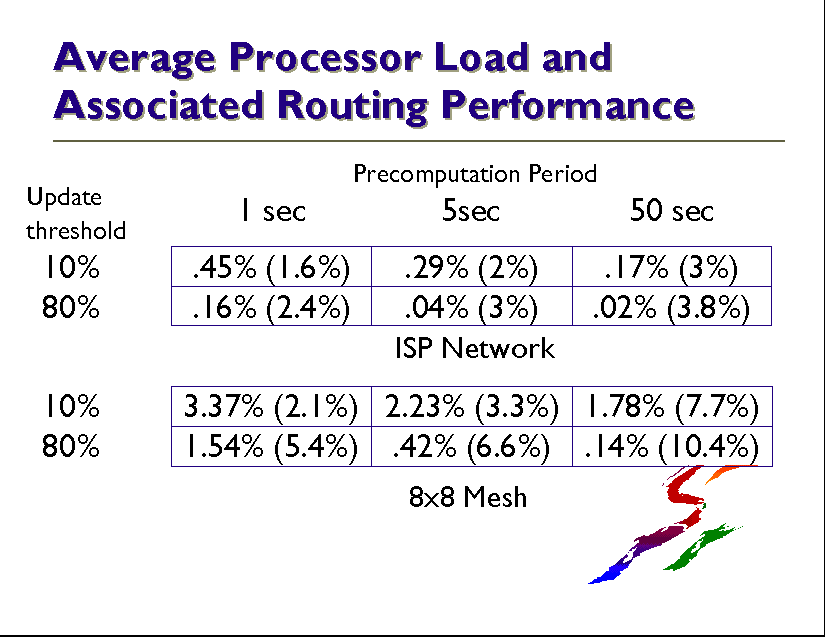 Average Processor Load and
Associated Routing Performance
Precomputation Period
Update
threshold
1 sec 5sec 50 sec
10% .45% (1.6%) .29% (2%) .17% (3%)
80% .16% (2.4%) .04% (3%) .02% (3.8%)
ISP Network
10% 3.37% (2.1%) 2.23% (3.3%) 1.78% (7.7%)
80% 1.54% (5.4%) .42% (6.6%) .14% (10.4%)
8x8 Mesh